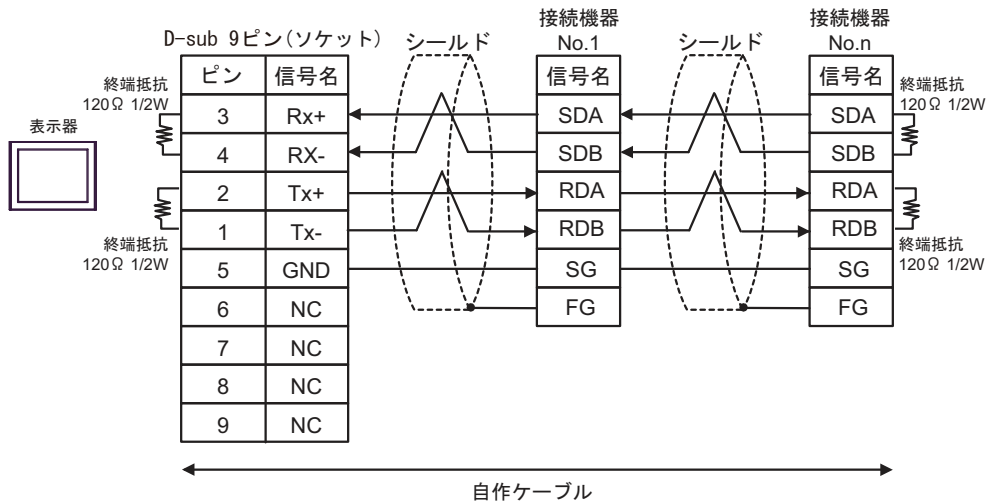 接続機器
No.1
接続機器
No.n
D-sub 9ピン(ソケット)
シールド
シールド
終端抵抗
120Ω 1/2W
表示器
終端抵抗
120Ω 1/2W
ピン 信号名
3 Rx+
4 RX-
2 Tx+
1 Tx-
5 GND
6 NC
7 NC
8 NC
9 NC
信号名
SDA
SDB
RDA
RDB
SG
FG
信号名
SDA
SDB
RDA
RDB
SG
FG
終端抵抗
120Ω 1/2W
終端抵抗
120Ω 1/2W
自作ケーブル